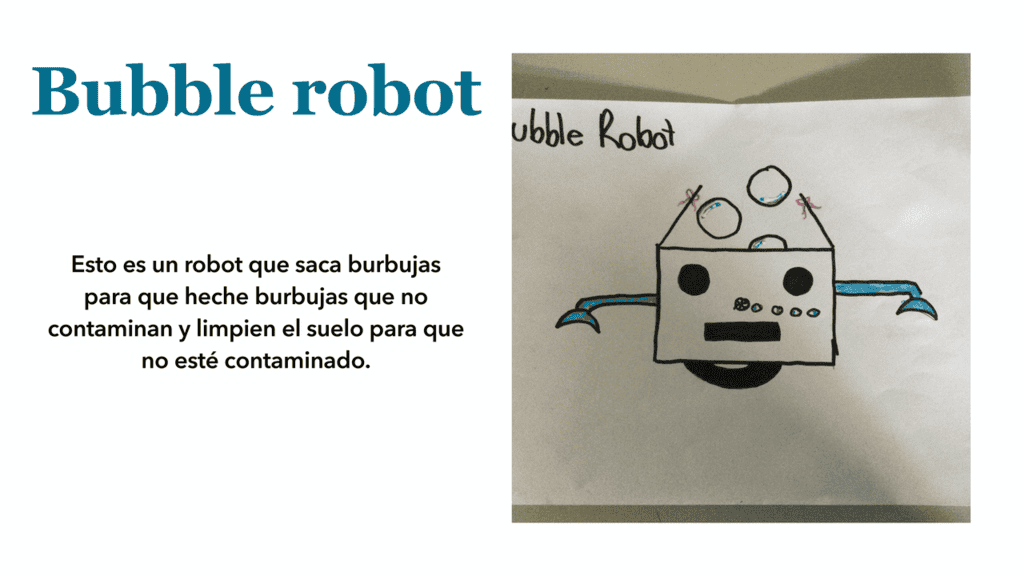 Bubble robot
Esto es un robot que saca burbujas
para que heche burbujas que no
contaminan y limpien el suelo para que
no esté contaminado.
ubble Robot